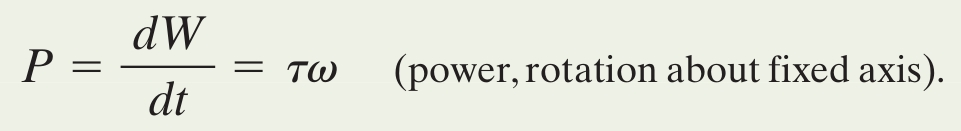 P = dW/dt = τω (power, rotation about fixed axis).